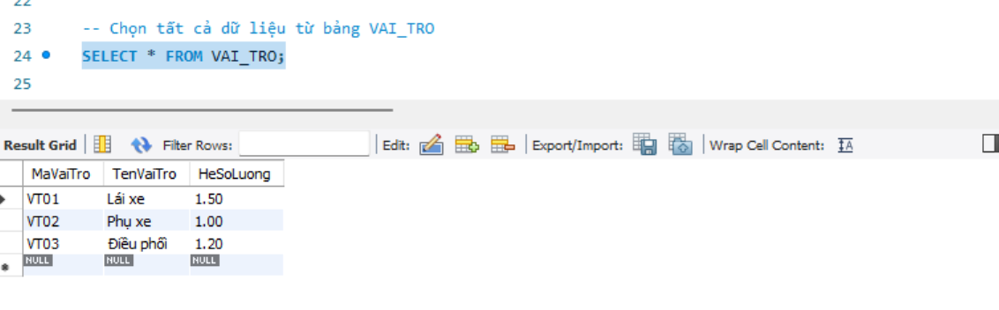 22
23 -- Chọn tất cả dữ liệu từ bảng VAI_TRO
24 SELECT * FROM VAI_TRO;
25
Result Grid Filter Rows: Edit: Export/Import: Wrap Cell Content: IA
MaVaiTro TenVaiTro HeSoLuong
VT01 Lái xe 1.50
VT02 Phụ xe 1.00
VT03 Điều phối 1.20
NULL NULL NULL